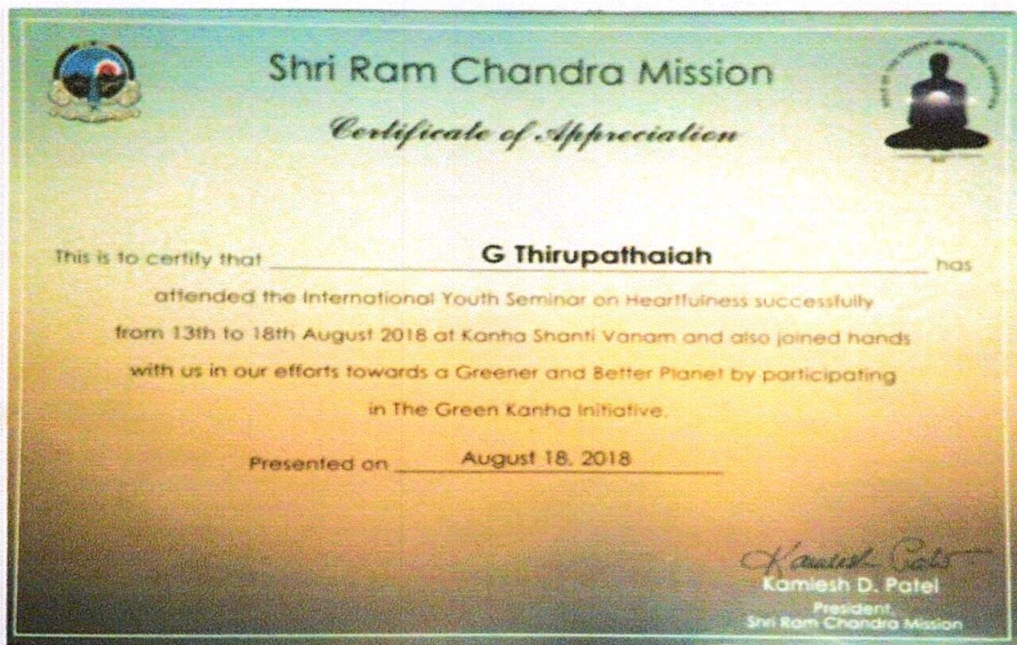 Shri Ram Chandra Mission
Certificate of Appreciation
This is to certify that G Thirupathaiah has
attended the International Youth Seminar on Heartfulness successfully
from 13th to 18th August 2018 at Kanha Shanti Vanam and also joined hands
with us in our efforts towards a Greener and Better Planet by participating
in The Green Kanha Initiative.
Presented on August 18, 2018
Kamlesh D. Patel
President,
Shri Ram Chandra Mission